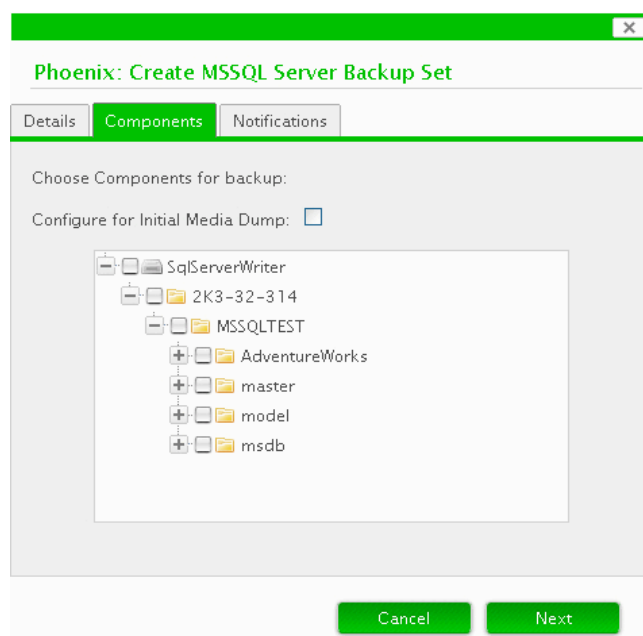 Phoenix: Create MSSQL Server Backup Set
Details Components Notifications
Choose Components for backup:
Configure for Initial Media Dump:
SqlServerWriter
2K3-32-314
MSSQLTEST
AdventureWorks
master
model
msdb
Cancel Next